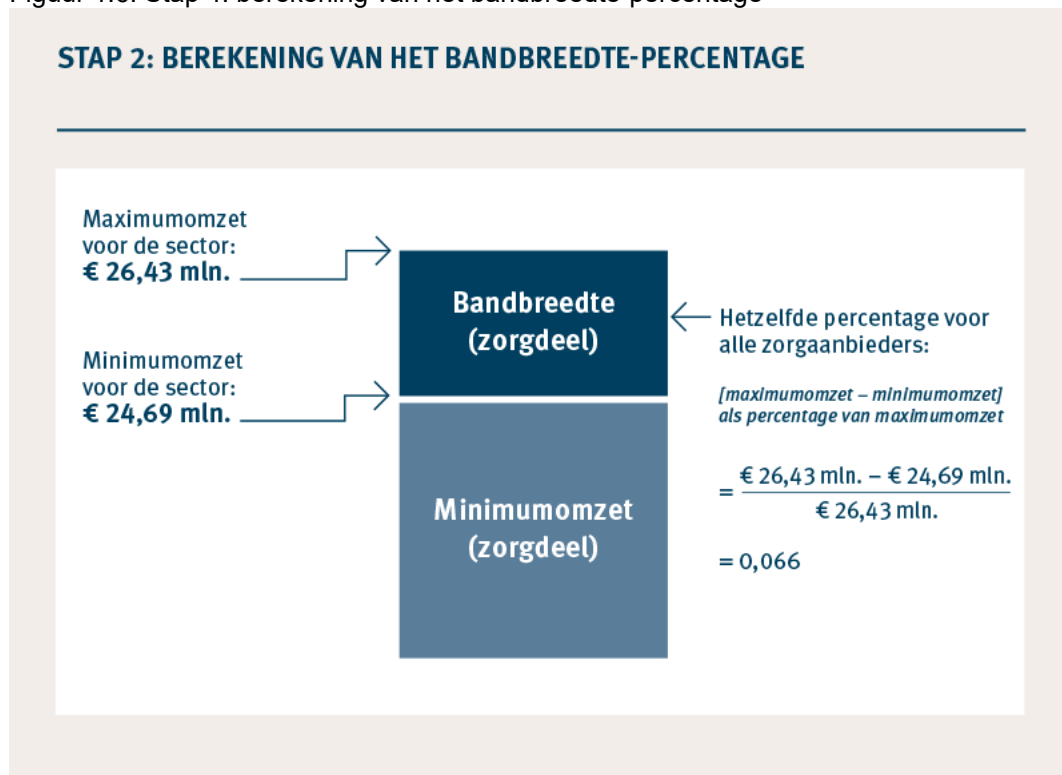 STAP 2: BEREKENING VAN HET BANDBREEDTE-PERCENTAGE
Maximumomzet
voor de sector:
€ 26,43 mln.
Minimumomzet
voor de sector:
€ 24,69 mln.
Bandbreedte
(zorgdeel)
Minimumomzet
(zorgdeel)
Hetzelfde percentage voor
alle zorgaanbieders:
[maximumomzet – minimumomzet]
als percentage van maximumomzet
= € 26,43 mln. – € 24,69 mln.
€ 26,43 mln.
= 0,066